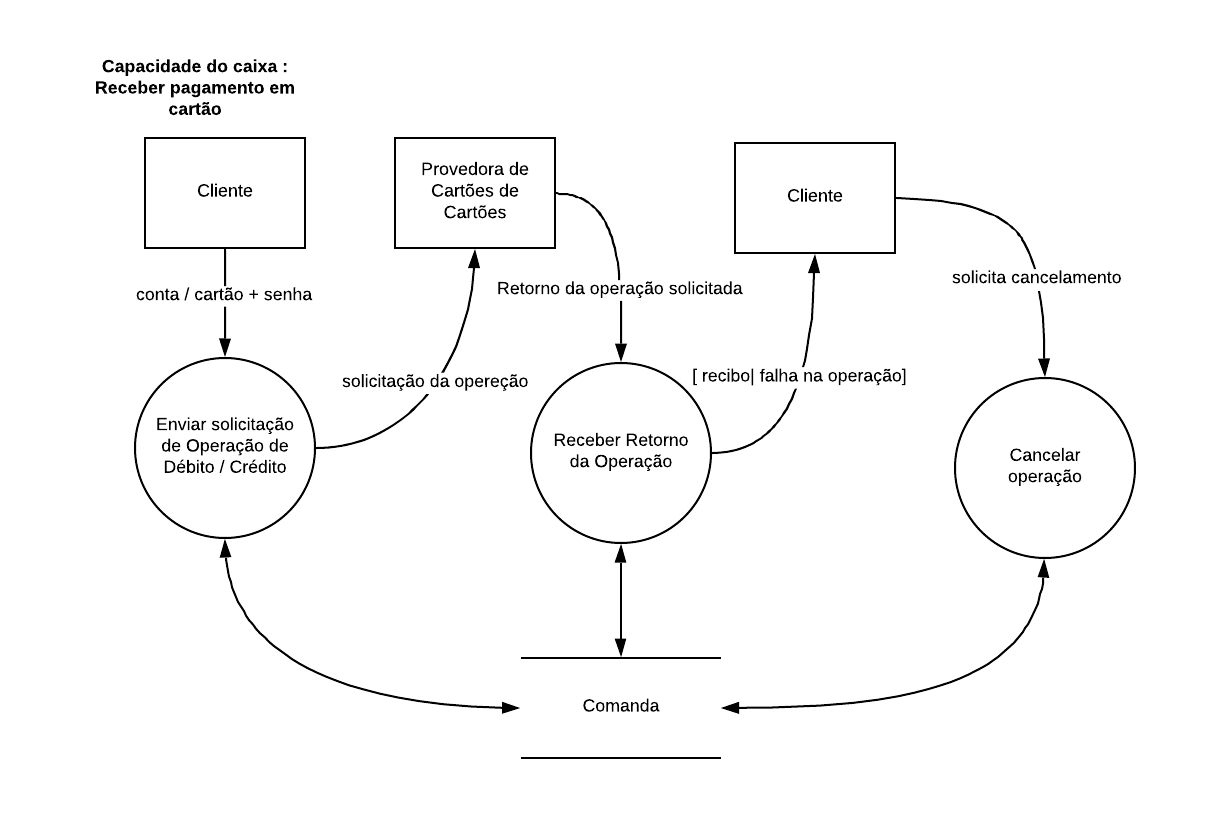 Capacidade do caixa :
Receber pagamento em
cartão
Cliente
Provedora de
Cartões de
Cartões
Cliente
conta / cartão + senha
Retorno da operação solicitada
solicita cancelamento
solicitação da opereção
[ recibo| falha na operação]
Enviar solicitação
de Operação de
Débito / Crédito
Receber Retorno
da Operação
Cancelar
operação
Comanda